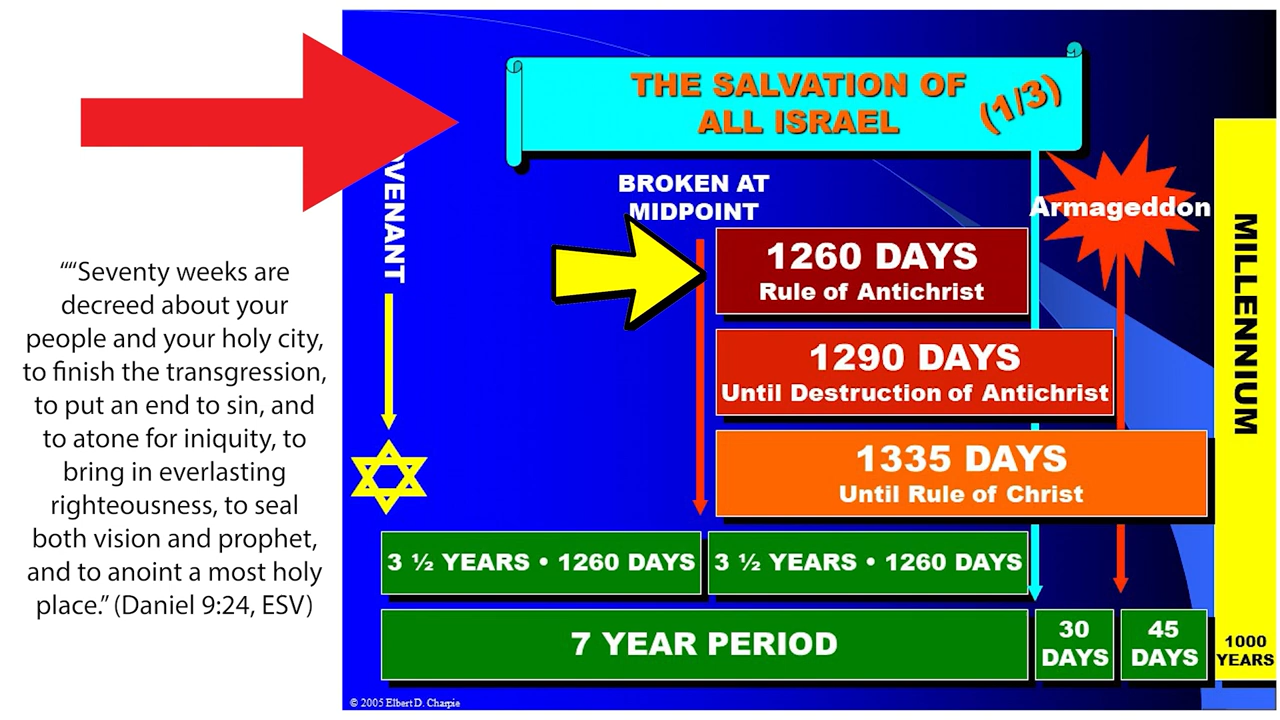 ““Seventy weeks are
decreed about your
people and your holy city,
to finish the transgression,
to put an end to sin, and
to atone for iniquity, to
bring in everlasting
righteousness, to seal
both vision and prophet,
and to anoint a most holy
place.” (Daniel 9:24, ESV)
THE SALVATION OF
ALL ISRAEL
(1/3)
OVENANT
BROKEN AT
MIDPOINT
Armageddon
1260 DAYS
Rule of Antichrist
1290 DAYS
Until Destruction of Antichrist
1335 DAYS
Until Rule of Christ
MILLENNIUM
3 ½ YEARS • 1260 DAYS
3 ½ YEARS • 1260 DAYS
7 YEAR PERIOD
30
DAYS
45
DAYS
1000
YEARS
© 2005 Elbert D. Charpie